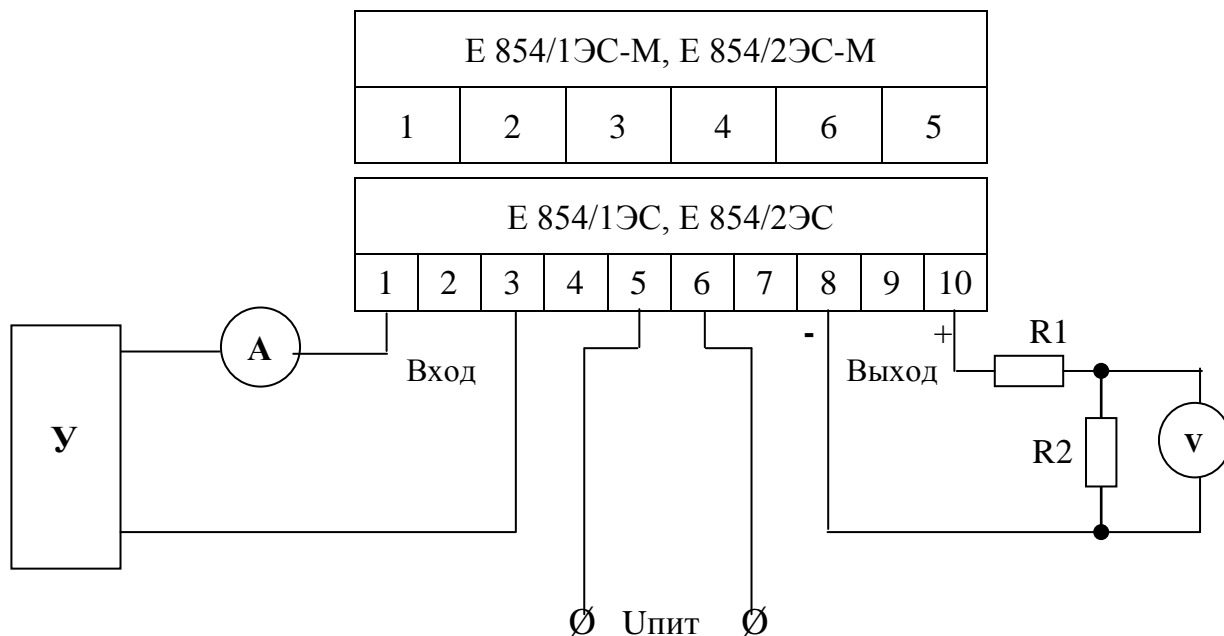 Е 854/1ЭС-М, Е 854/2ЭС-М
1 2 3 4 6 5
Е 854/1ЭС, Е 854/2ЭС
1 2 3 4 5 6 7 8 9 10
- +
А Вход Выход R1
У R2 V
Ø Uпит Ø